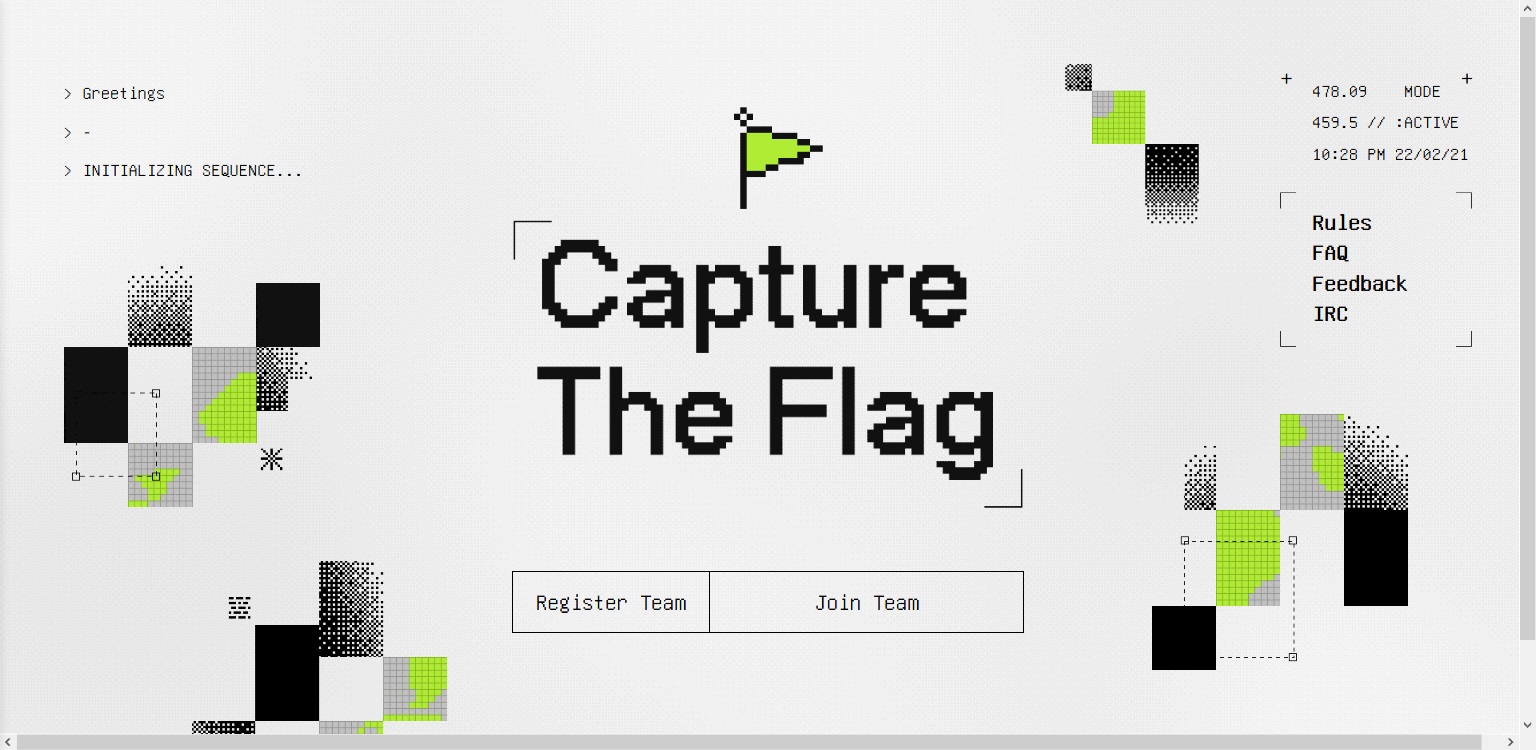 > Greetings
> -
> INITIALIZING SEQUENCE...
Capture
The Flag
Register Team
Join Team
+ +
478.09 MODE
459.5 // :ACTIVE
10:28 PM 22/02/21
Rules
FAQ
Feedback
IRC